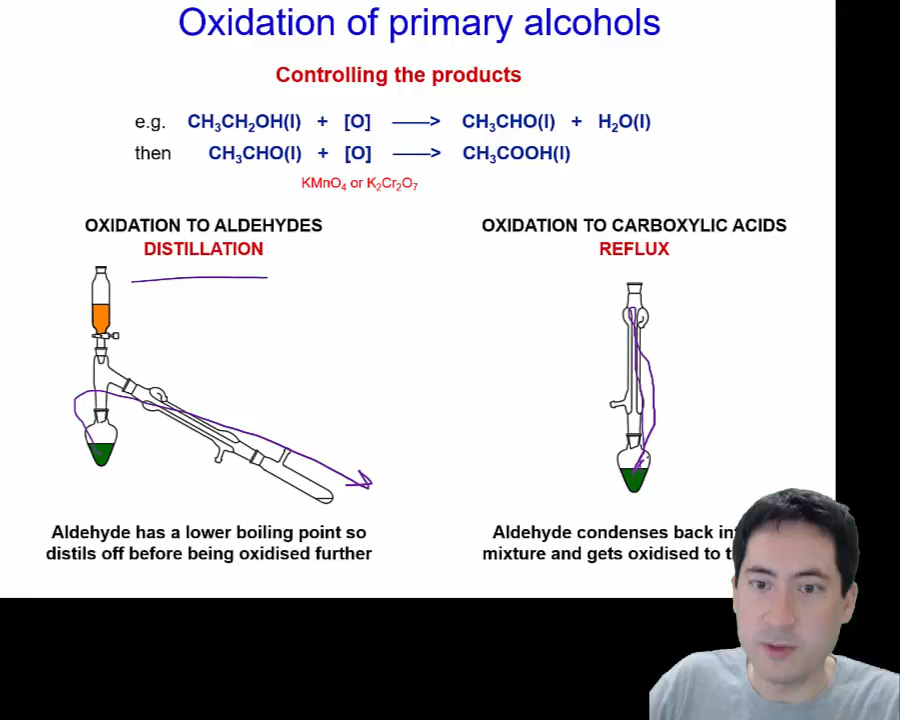 Oxidation of primary alcohols
Controlling the products
e.g. CH₃CH₂OH(l) + [O] ——> CH₃CHO(l) + H₂O(l)
then CH₃CHO(l) + [O] ——> CH₃COOH(l)
KMnO₄ or K₂Cr₂O₇
OXIDATION TO ALDEHYDES
DISTILLATION
Aldehyde has a lower boiling point so
distils off before being oxidised further
OXIDATION TO CARBOXYLIC ACIDS
REFLUX
Aldehyde condenses back
mixture and gets oxidised to